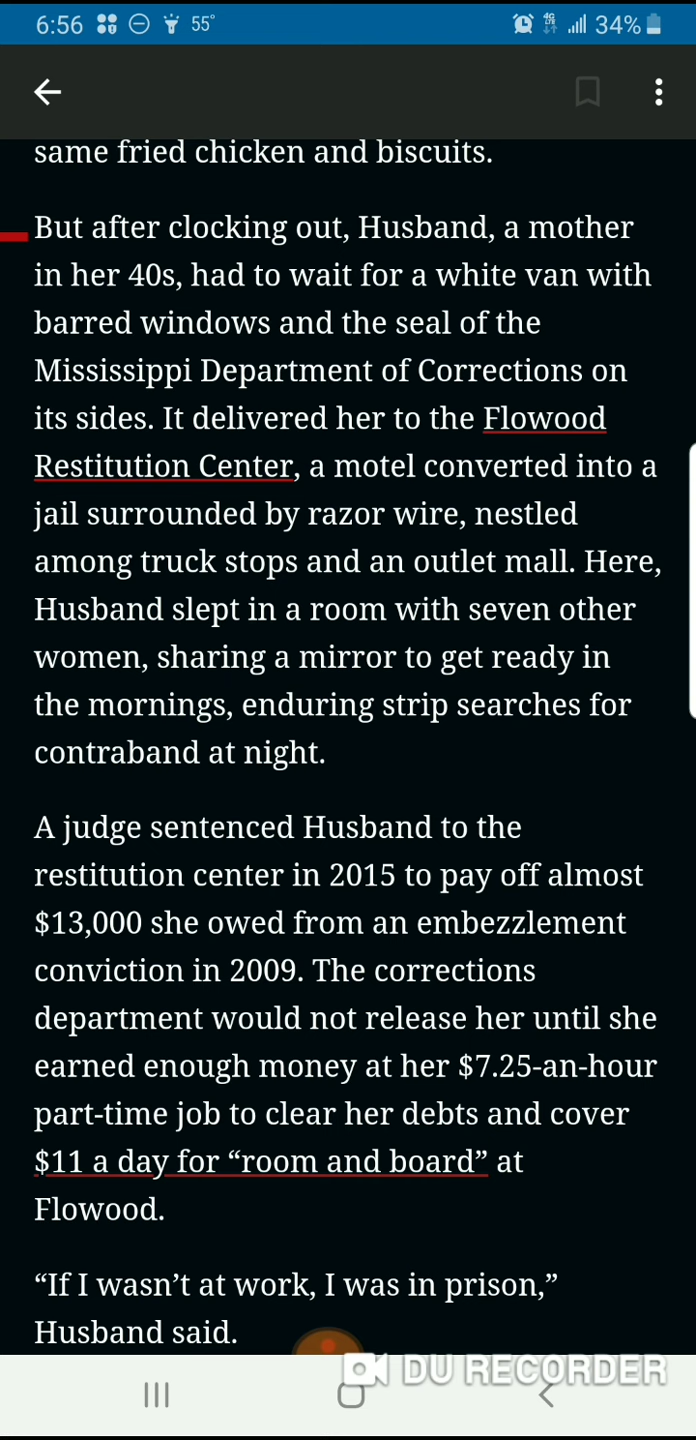 6:56 55° 34%
same fried chicken and biscuits.
But after clocking out, Husband, a mother
in her 40s, had to wait for a white van with
barred windows and the seal of the
Mississippi Department of Corrections on
its sides. It delivered her to the Flowood
Restitution Center, a motel converted into a
jail surrounded by razor wire, nestled
among truck stops and an outlet mall. Here,
Husband slept in a room with seven other
women, sharing a mirror to get ready in
the mornings, enduring strip searches for
contraband at night.
A judge sentenced Husband to the
restitution center in 2015 to pay off almost
$13,000 she owed from an embezzlement
conviction in 2009. The corrections
department would not release her until she
earned enough money at her $7.25-an-hour
part-time job to clear her debts and cover
$11 a day for “room and board” at
Flowood.
“If I wasn’t at work, I was in prison,”
Husband said.
DU RECORDER